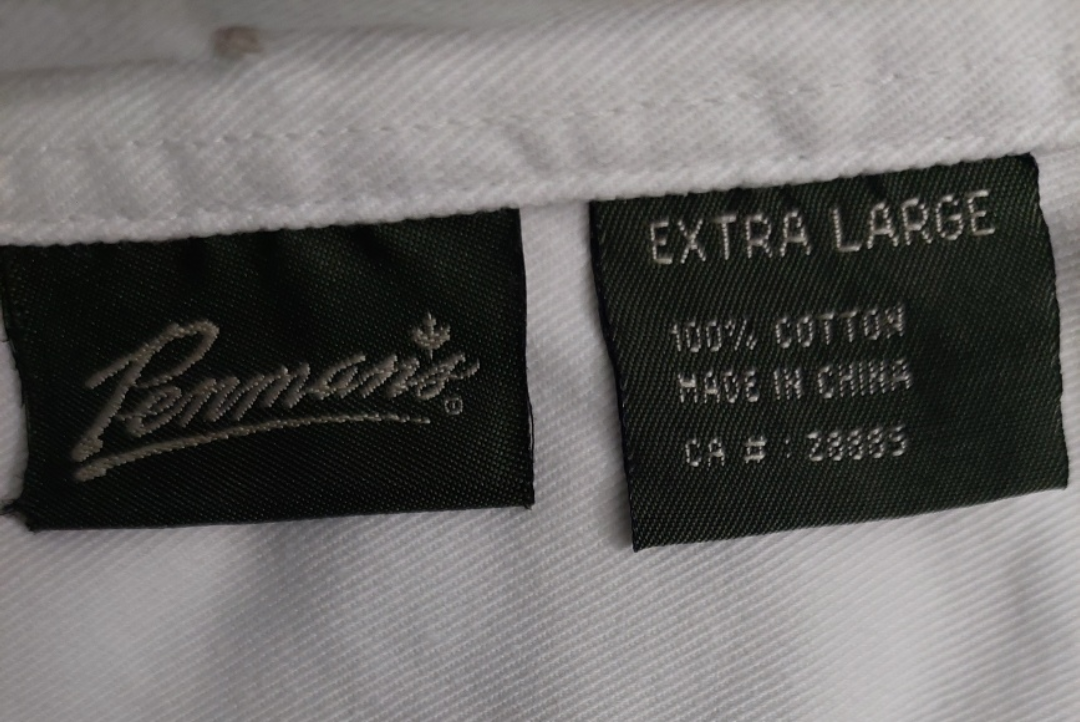 Penmans®
EXTRA LARGE
100% COTTON
MADE IN CHINA
CA # :